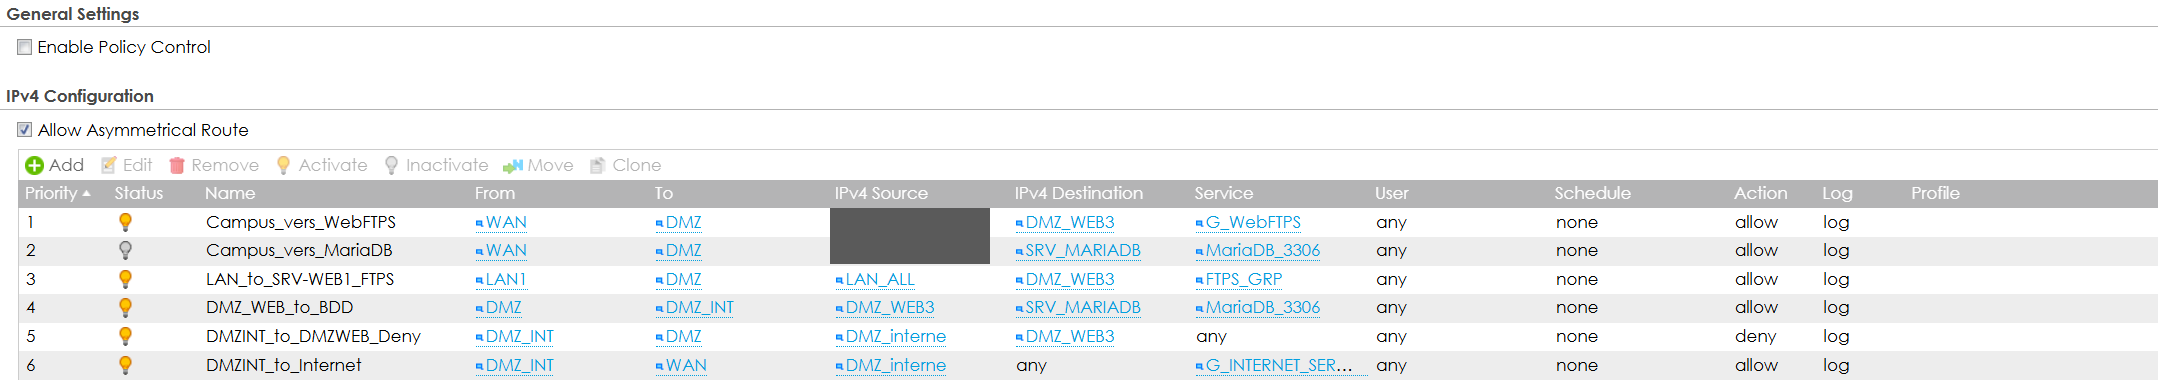 General Settings
Enable Policy Control
IPv4 Configuration
Allow Asymmetrical Route
Add Edit Remove Activate Inactivate Move Clone
Priority Status Name From To IPv4 Source IPv4 Destination Service User Schedule Action Log Profile
1 Campus_vers_WebFTPS WAN DMZ DMZ_WEB3 G_WebFTPS any none allow log
2 Campus_vers_MariaDB WAN DMZ SRV_MARIADB MariaDB_3306 any none allow log
3 LAN_to_SRV-WEB1_FTPS LAN1 DMZ LAN_ALL DMZ_WEB3 FTPS_GRP any none allow log
4 DMZ_WEB_to_BDD DMZ DMZ_INT DMZ_WEB3 SRV_MARIADB MariaDB_3306 any none allow log
5 DMZINT_to_DMZWEB_Deny DMZ_INT DMZ DMZ_interne DMZ_WEB3 any any none deny log
6 DMZINT_to_Internet DMZ_INT WAN DMZ_interne any G_INTERNET_SER... any none allow log